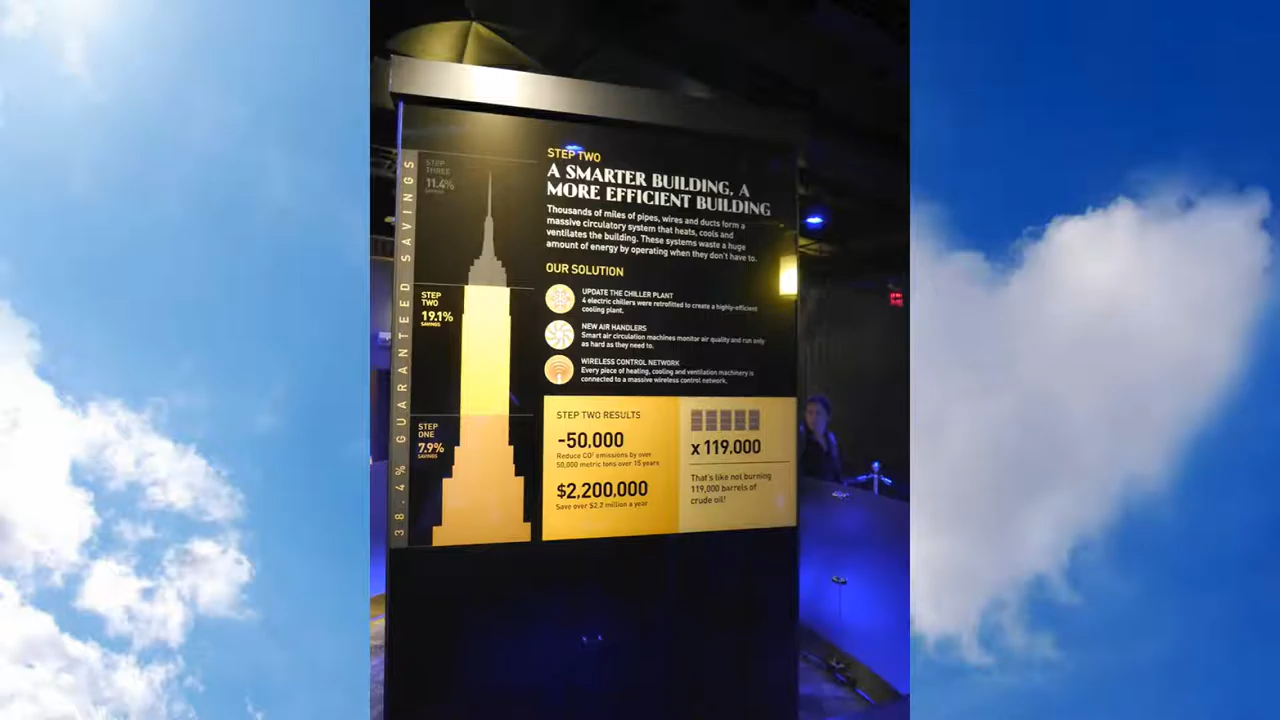 STEP TWO
A SMARTER BUILDING, A
MORE EFFICIENT BUILDING
Thousands of miles of pipes, wires and ducts form a
massive circulatory system that heats, cools and
ventilates the building. These systems waste a huge
amount of energy by operating when they don't have to.
OUR SOLUTION
UPDATE THE CHILLER PLANT
4 electric chillers were retrofitted to create a highly-efficient
cooling plant.
NEW AIR HANDLERS
Smart air circulation machines monitor air quality and run only
as hard as they need to.
WIRELESS CONTROL NETWORK
Every piece of heating, cooling and ventilation machinery is
connected to a massive wireless control network.
STEP TWO RESULTS
-50,000
Reduce CO² emissions by over
50,000 metric tons over 15 years
$2,200,000
Save over $2.2 million a year
x 119,000
That's like not burning
119,000 barrels of
crude oil!
38.4% GUARANTEED SAVINGS
STEP
THREE
11.4%
SAVINGS
STEP
TWO
19.1%
SAVINGS
STEP
ONE
7.9%
SAVINGS